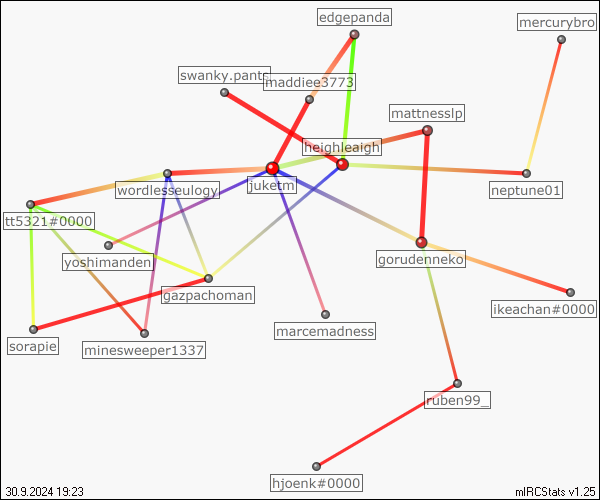 edgepanda
mercurybro
swanky.pants
maddiee3773
mattnesslp
heighleaigh
wordlesseulogy
juketm
neptune01
tt5321#0000
yoshimanden
gorudenneko
gazpachoman
ikeachan#0000
marcemadness
sorapie
minesweeper1337
ruben99_
hjoenk#0000
30.9.2024 19:23
mIRCStats v1.25